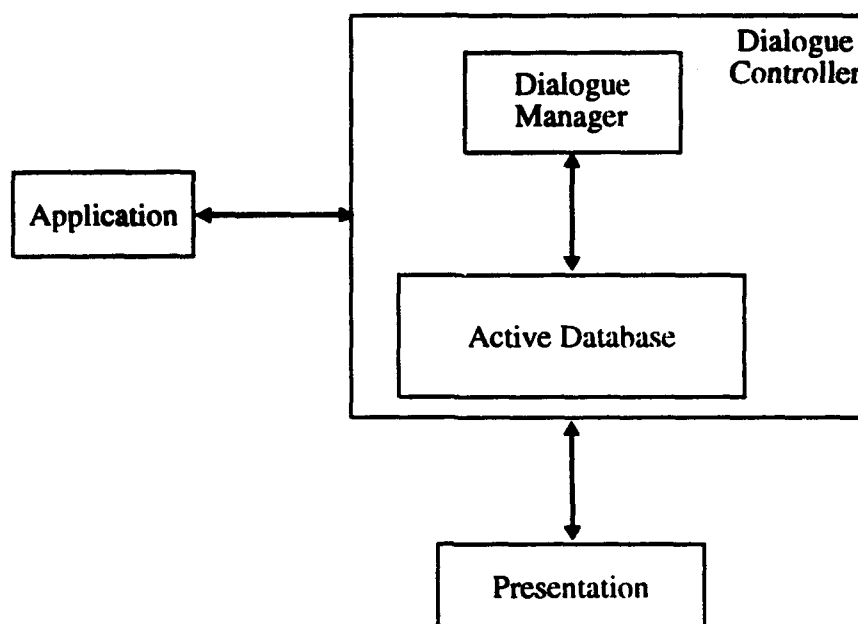 Dialogue
Controller
Dialogue
Manager
Application
Active Database
Presentation